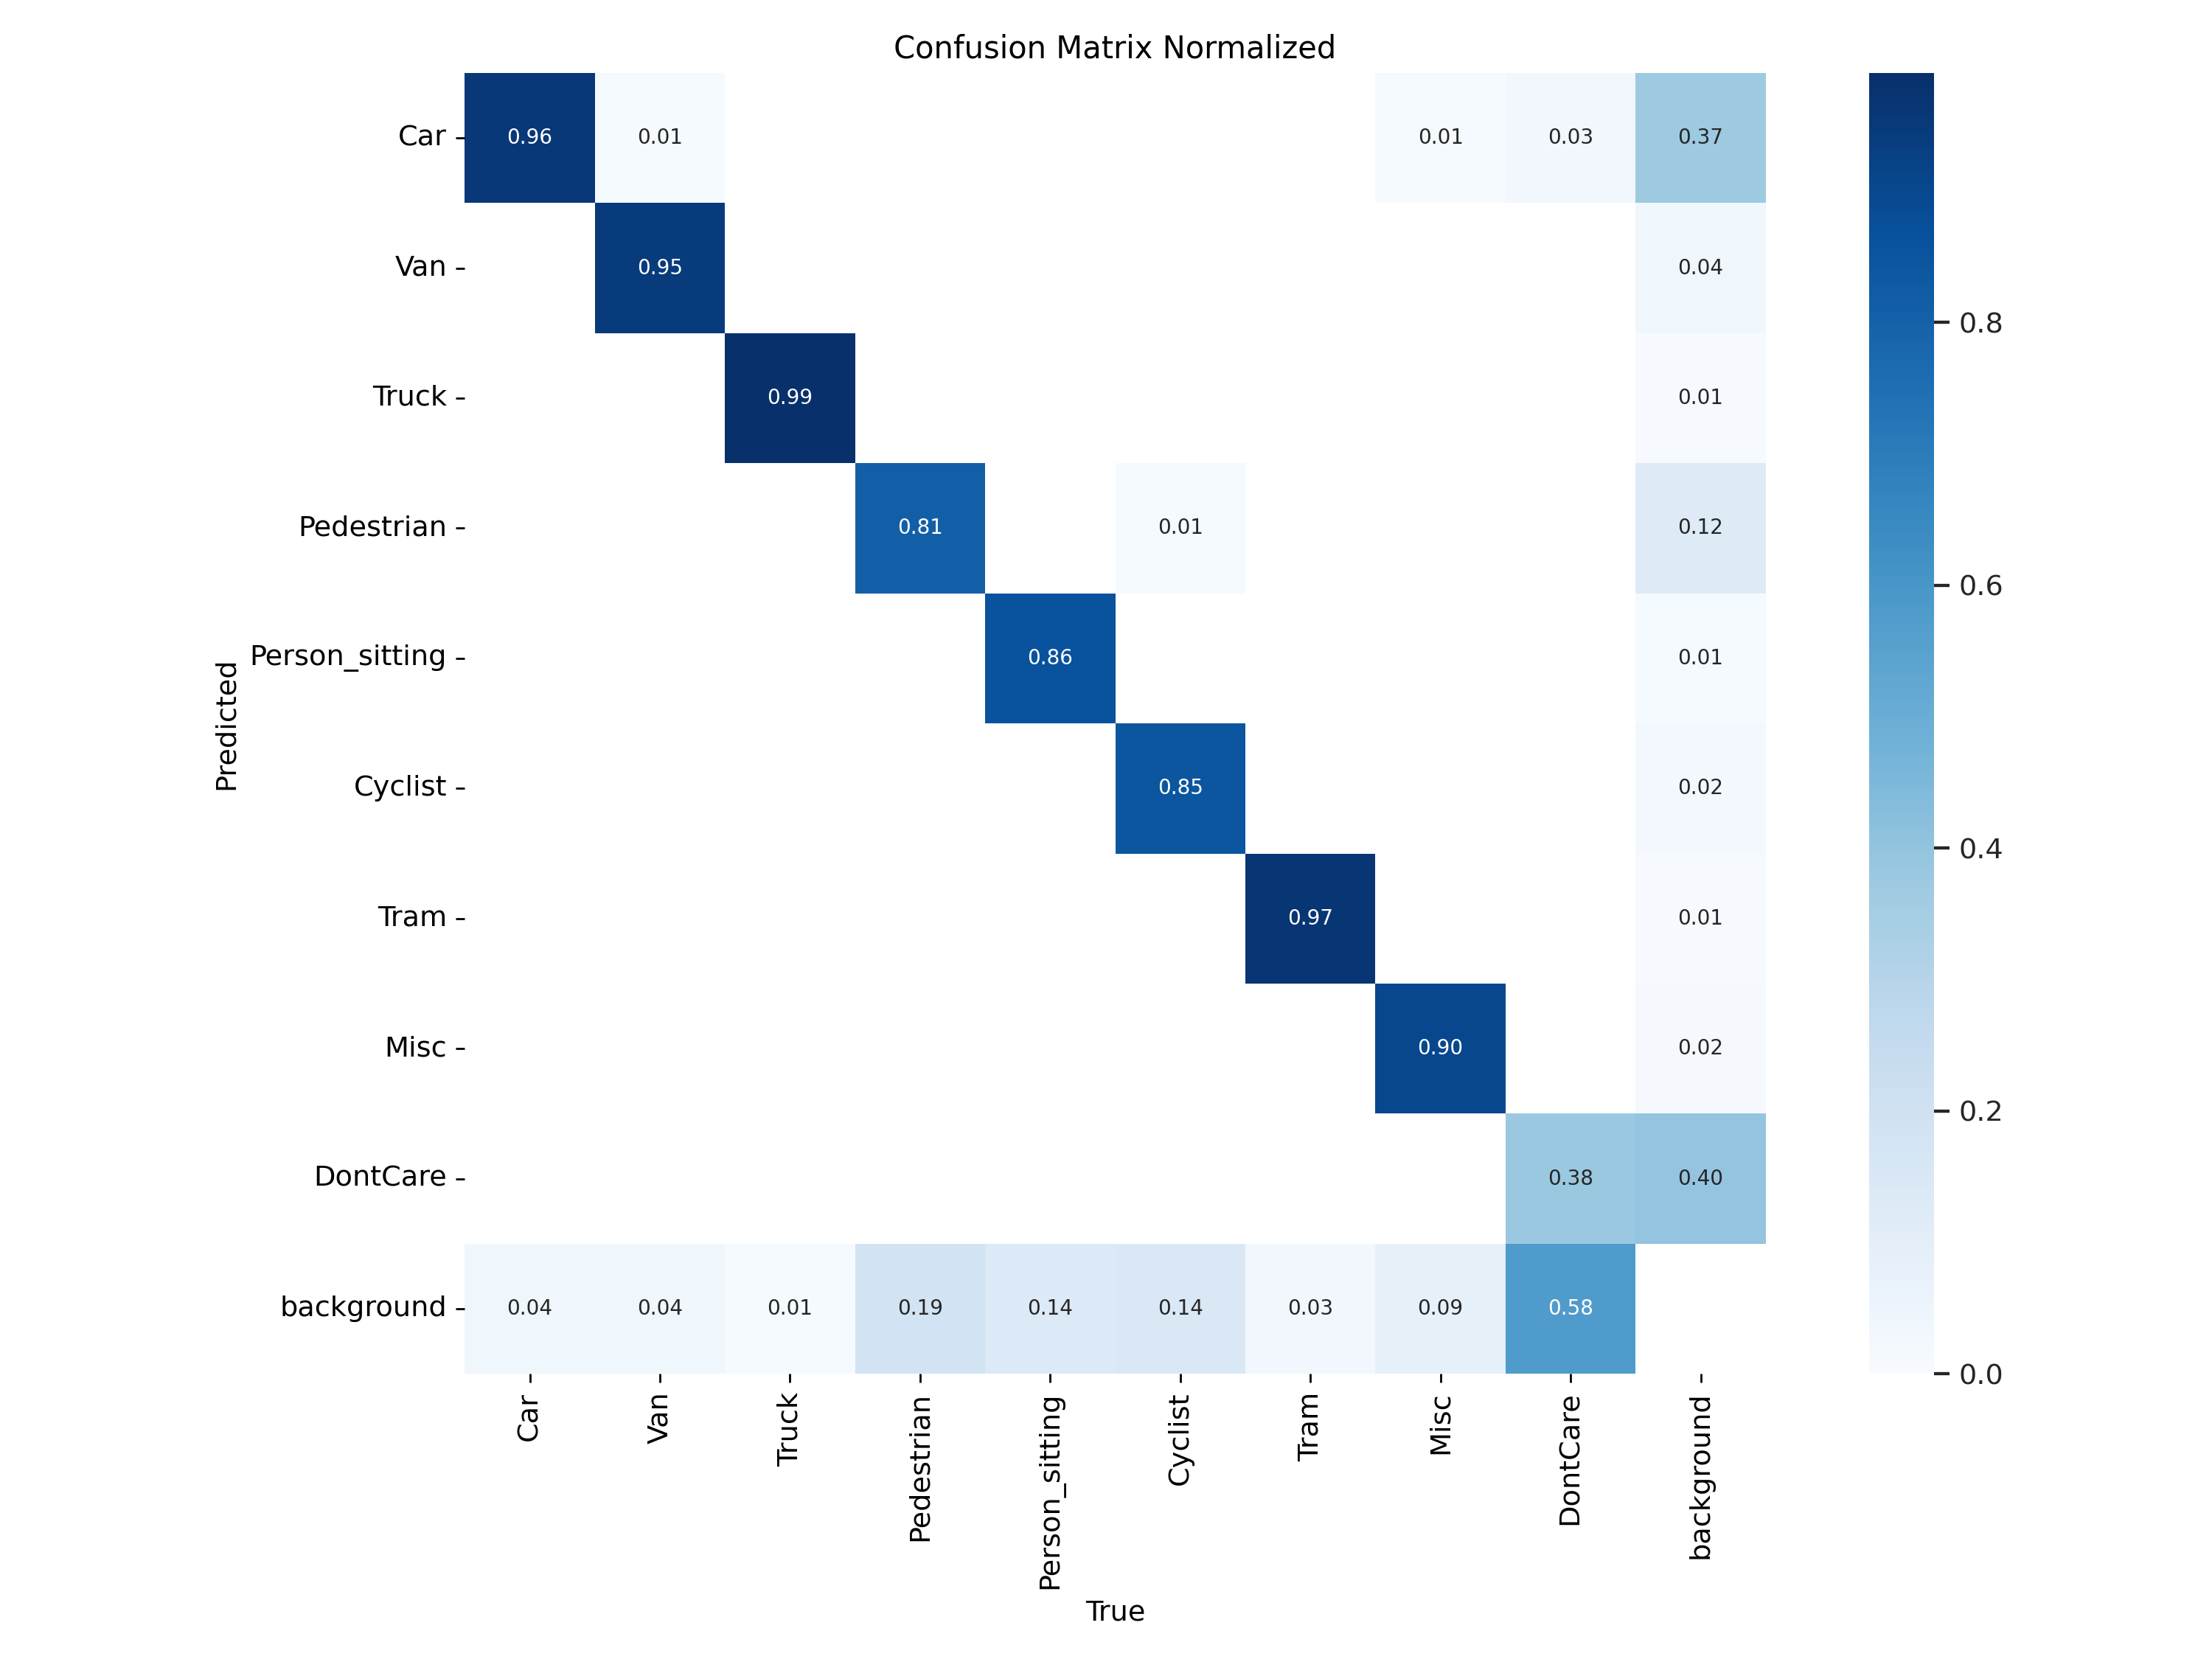 Confusion Matrix Normalized
Car 0.96 0.01 0.01 0.03 0.37
Van 0.95 0.04
Truck 0.99 0.01
Pedestrian 0.81 0.01 0.12
Person_sitting 0.86 0.01
Cyclist 0.85 0.02
Tram 0.97 0.01
Misc 0.90 0.02
DontCare 0.38 0.40
background 0.04 0.04 0.01 0.19 0.14 0.14 0.03 0.09 0.58
Predicted
Car Van Truck Pedestrian Person_sitting Cyclist Tram Misc DontCare background
True
0.8
0.6
0.4
0.2
0.0